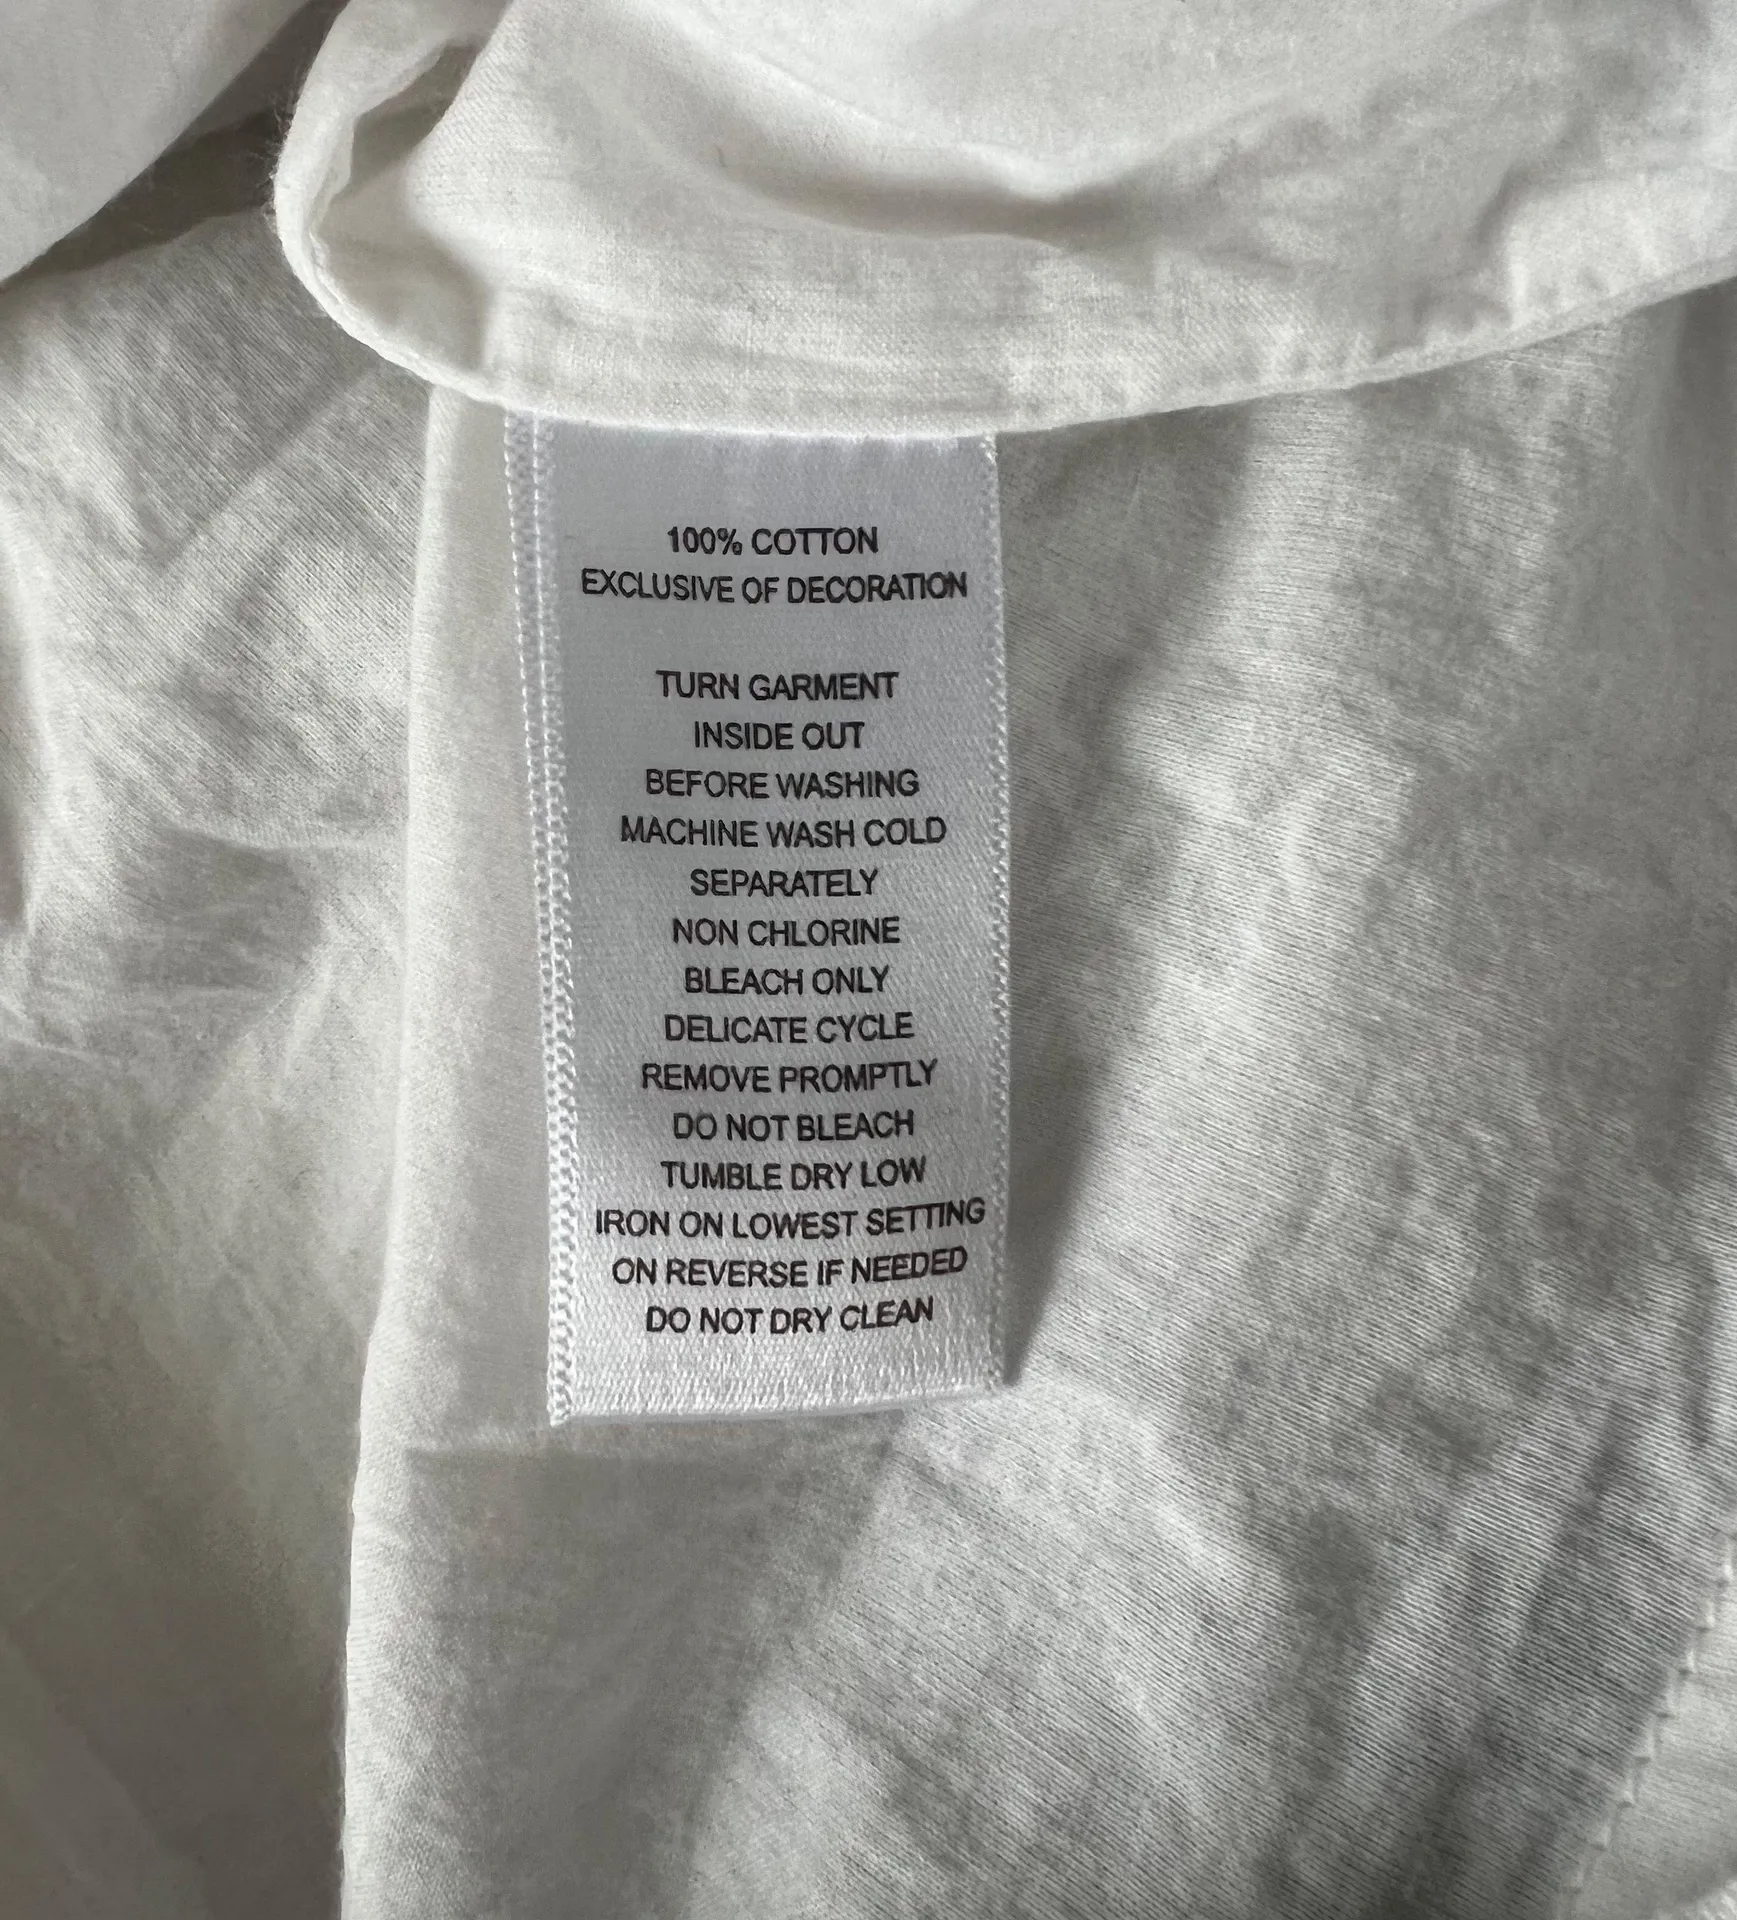 100% COTTON
EXCLUSIVE OF DECORATION
TURN GARMENT
INSIDE OUT
BEFORE WASHING
MACHINE WASH COLD
SEPARATELY
NON CHLORINE
BLEACH ONLY
DELICATE CYCLE
REMOVE PROMPTLY
DO NOT BLEACH
TUMBLE DRY LOW
IRON ON LOWEST SETTING
ON REVERSE IF NEEDED
DO NOT DRY CLEAN